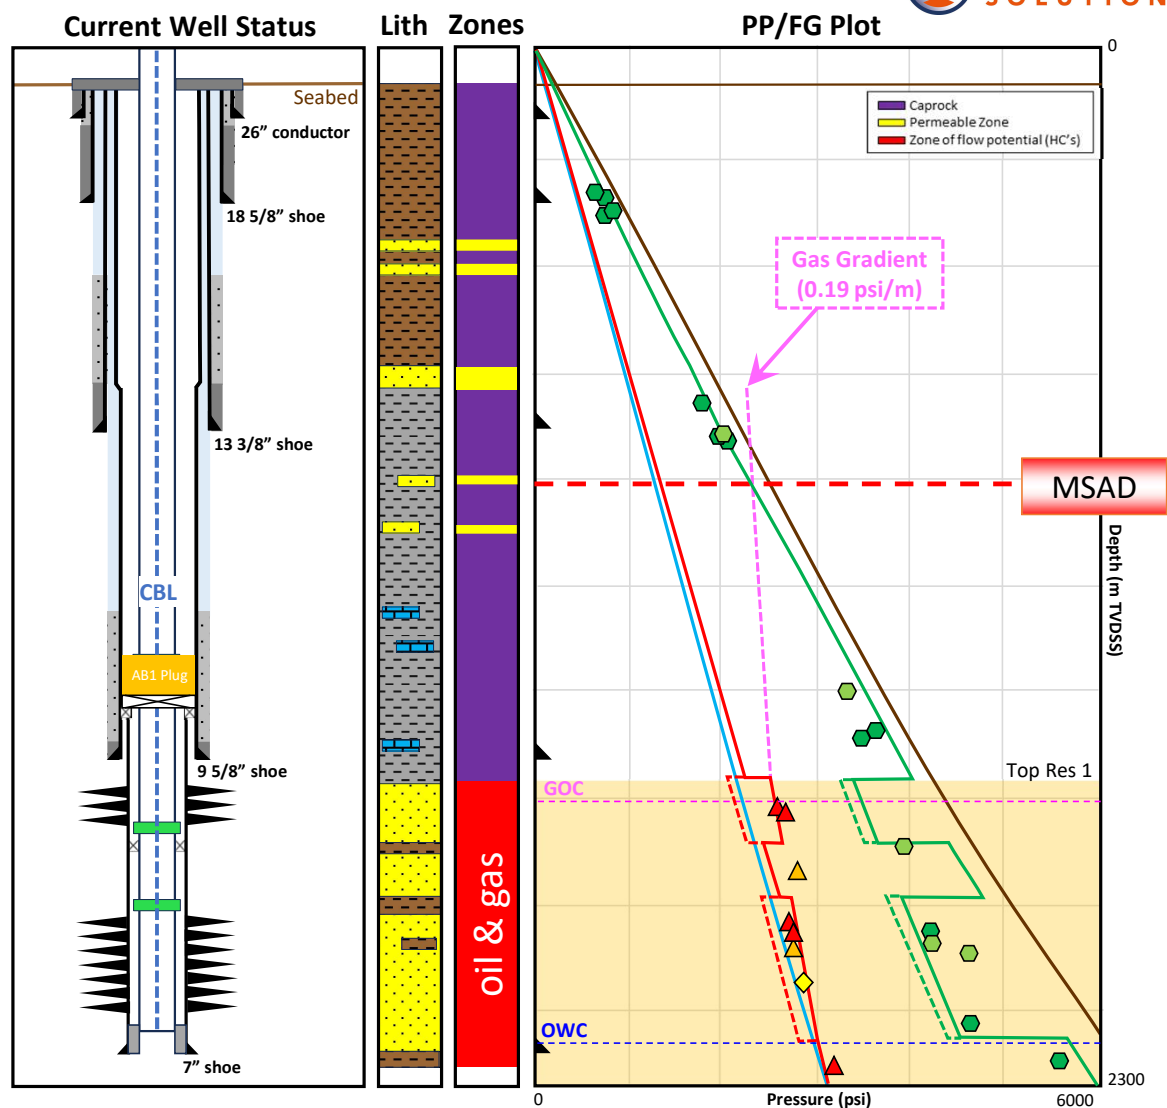 SOLUTION
Current Well Status
Lith
Zones
PP/FG Plot
0
Seabed
26” conductor
18 5/8” shoe
13 3/8” shoe
CBL
AB1 Plug
9 5/8” shoe
7” shoe
oil & gas
Caprock
Permeable Zone
Zone of flow potential (HC's)
Gas Gradient
(0.19 psi/m)
MSAD
Depth (m TVDSS)
Top Res 1
GOC
OWC
2300
0
Pressure (psi)
6000